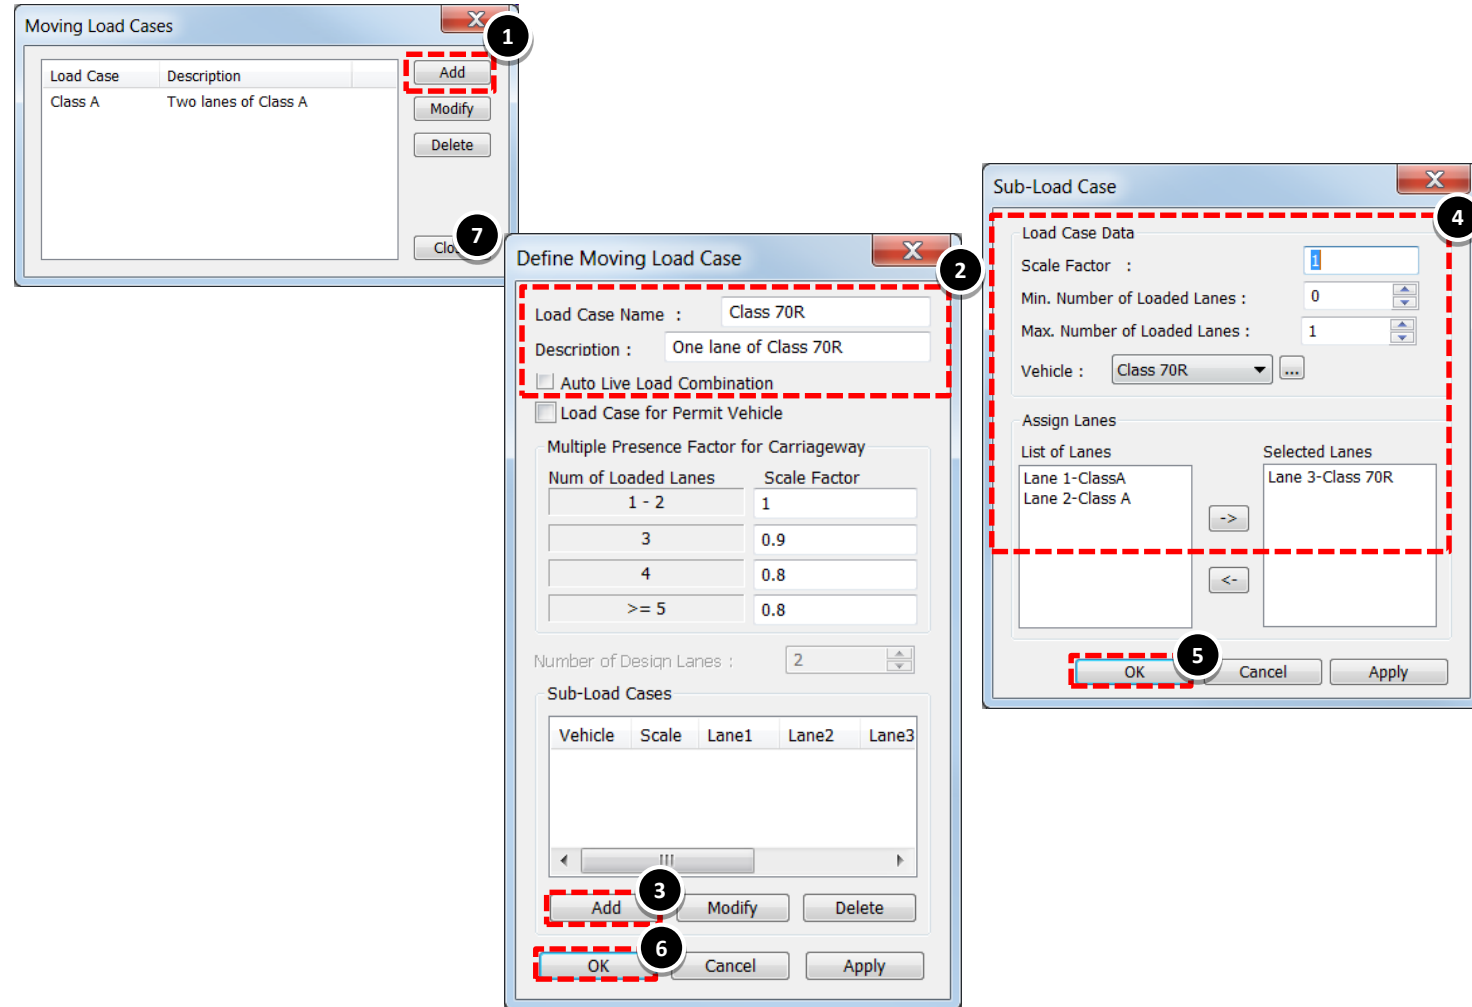 Moving Load Cases
X
1
Load Case Description
Add
Class A Two lanes of Class A
Modify
Delete
Clo
7
Define Moving Load Case
X
2
Load Case Name : Class 70R
Description : One lane of Class 70R
Auto Live Load Combination
Load Case for Permit Vehicle
Multiple Presence Factor for Carriageway
Num of Loaded Lanes Scale Factor
1 - 2 1
3 0.9
4 0.8
>= 5 0.8
Number of Design Lanes : 2
Sub-Load Cases
Vehicle Scale Lane1 Lane2 Lane3
3
Add Modify Delete
6
OK Cancel Apply
Sub-Load Case
X
4
Load Case Data
Scale Factor : 1
Min. Number of Loaded Lanes : 0
Max. Number of Loaded Lanes : 1
Vehicle : Class 70R ...
Assign Lanes
List of Lanes Selected Lanes
Lane 1-ClassA Lane 3-Class 70R
Lane 2-Class A
->
<-
5
OK Cancel Apply